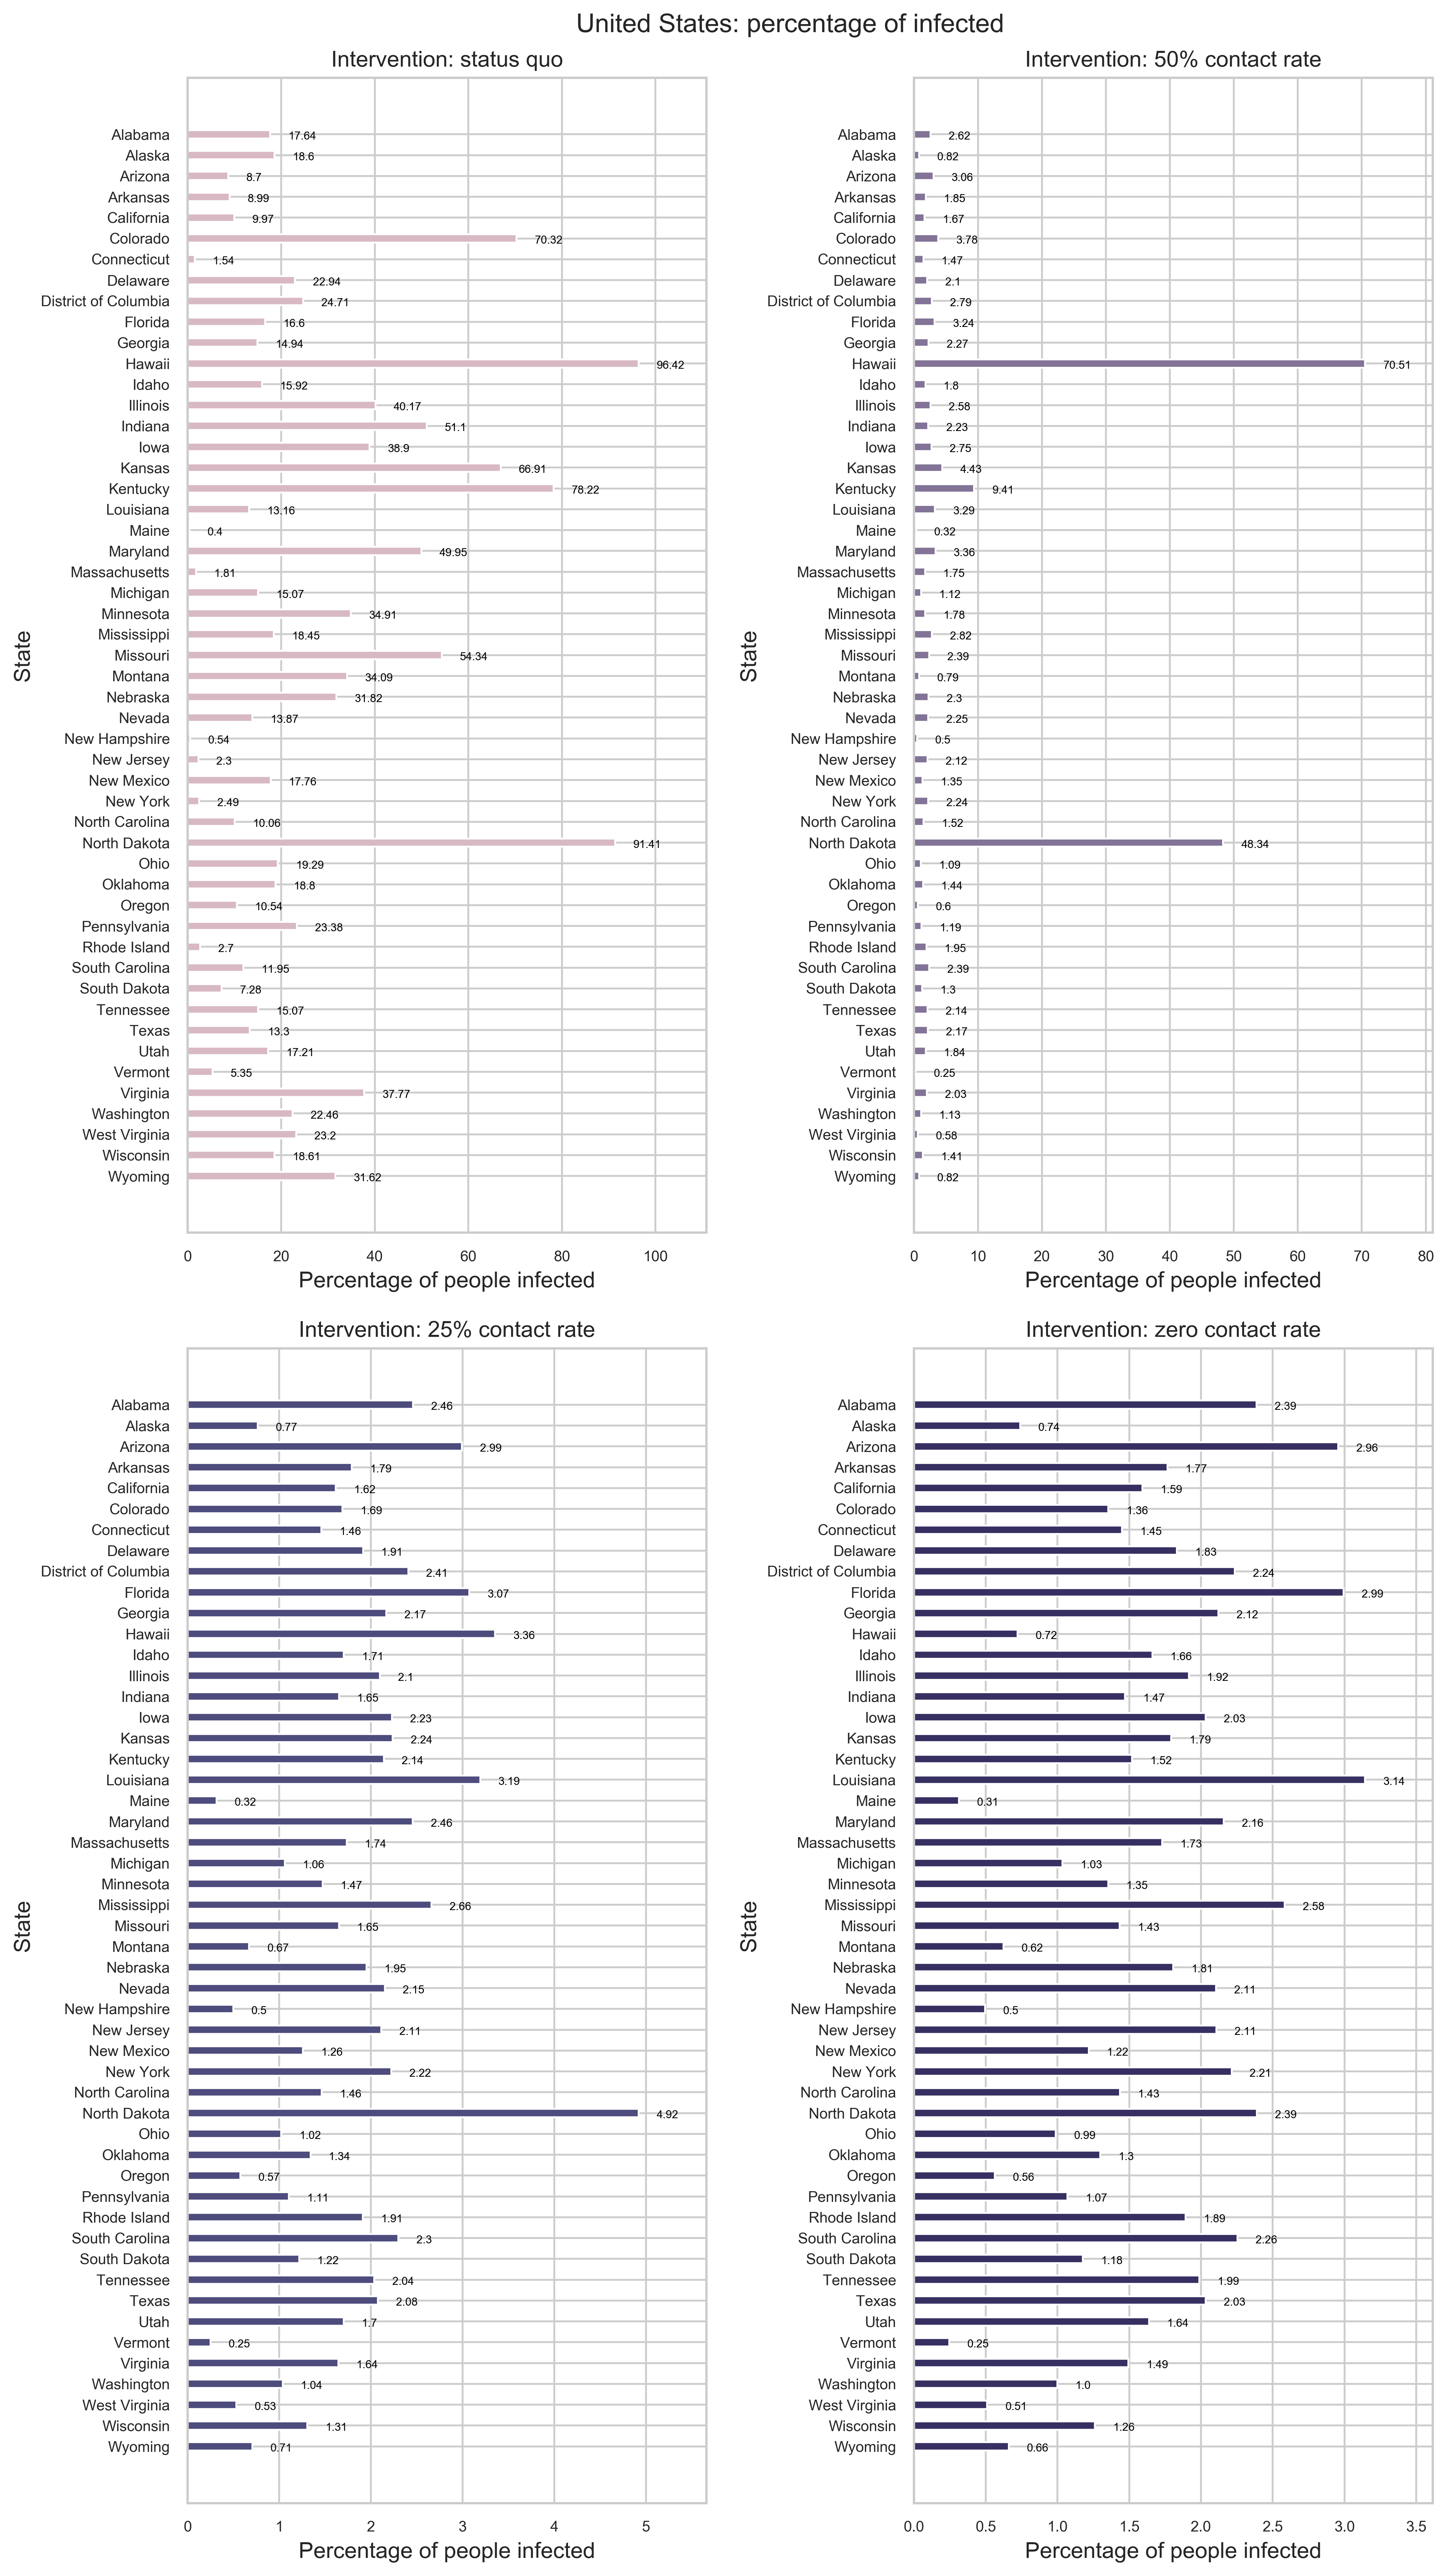 United States: percentage of infected
Intervention: status quo
Alabama 17.64
Alaska 18.6
Arizona 8.7
Arkansas 8.99
California 9.97
Colorado 70.32
Connecticut 1.54
Delaware 22.94
District of Columbia 24.71
Florida 16.6
Georgia 14.94
Hawaii 96.42
Idaho 15.92
Illinois 40.17
Indiana 51.1
Iowa 38.9
Kansas 66.91
Kentucky 78.22
Louisiana 13.16
Maine 0.4
Maryland 49.95
Massachusetts 1.81
Michigan 15.07
Minnesota 34.91
Mississippi 18.45
Missouri 54.34
Montana 34.09
Nebraska 31.82
Nevada 13.87
New Hampshire 0.54
New Jersey 2.3
New Mexico 17.76
New York 2.49
North Carolina 10.06
North Dakota 91.41
Ohio 19.29
Oklahoma 18.8
Oregon 10.54
Pennsylvania 23.38
Rhode Island 2.7
South Carolina 11.95
South Dakota 7.28
Tennessee 15.07
Texas 13.3
Utah 17.21
Vermont 5.35
Virginia 37.77
Washington 22.46
West Virginia 23.2
Wisconsin 18.61
Wyoming 31.62
State
0 20 40 60 80 100
Percentage of people infected
Intervention: 50% contact rate
Alabama 2.62
Alaska 0.82
Arizona 3.06
Arkansas 1.85
California 1.67
Colorado 3.78
Connecticut 1.47
Delaware 2.1
District of Columbia 2.79
Florida 3.24
Georgia 2.27
Hawaii 70.51
Idaho 1.8
Illinois 2.58
Indiana 2.23
Iowa 2.75
Kansas 4.43
Kentucky 9.41
Louisiana 3.29
Maine 0.32
Maryland 3.36
Massachusetts 1.75
Michigan 1.12
Minnesota 1.78
Mississippi 2.82
Missouri 2.39
Montana 0.79
Nebraska 2.3
Nevada 2.25
New Hampshire 0.5
New Jersey 2.12
New Mexico 1.35
New York 2.24
North Carolina 1.52
North Dakota 48.34
Ohio 1.09
Oklahoma 1.44
Oregon 0.6
Pennsylvania 1.19
Rhode Island 1.95
South Carolina 2.39
South Dakota 1.3
Tennessee 2.14
Texas 2.17
Utah 1.84
Vermont 0.25
Virginia 2.03
Washington 1.13
West Virginia 0.58
Wisconsin 1.41
Wyoming 0.82
State
0 10 20 30 40 50 60 70 80
Percentage of people infected
Intervention: 25% contact rate
Alabama 2.46
Alaska 0.77
Arizona 2.99
Arkansas 1.79
California 1.62
Colorado 1.69
Connecticut 1.46
Delaware 1.91
District of Columbia 2.41
Florida 3.07
Georgia 2.17
Hawaii 3.36
Idaho 1.71
Illinois 2.1
Indiana 1.65
Iowa 2.23
Kansas 2.24
Kentucky 2.14
Louisiana 3.19
Maine 0.32
Maryland 2.46
Massachusetts 1.74
Michigan 1.06
Minnesota 1.47
Mississippi 2.66
Missouri 1.65
Montana 0.67
Nebraska 1.95
Nevada 2.15
New Hampshire 0.5
New Jersey 2.11
New Mexico 1.26
New York 2.22
North Carolina 1.46
North Dakota 4.92
Ohio 1.02
Oklahoma 1.34
Oregon 0.57
Pennsylvania 1.11
Rhode Island 1.91
South Carolina 2.3
South Dakota 1.22
Tennessee 2.04
Texas 2.08
Utah 1.7
Vermont 0.25
Virginia 1.64
Washington 1.04
West Virginia 0.53
Wisconsin 1.31
Wyoming 0.71
State
0 1 2 3 4 5
Percentage of people infected
Intervention: zero contact rate
Alabama 2.39
Alaska 0.74
Arizona 2.96
Arkansas 1.77
California 1.59
Colorado 1.36
Connecticut 1.45
Delaware 1.83
District of Columbia 2.24
Florida 2.99
Georgia 2.12
Hawaii 0.72
Idaho 1.66
Illinois 1.92
Indiana 1.47
Iowa 2.03
Kansas 1.79
Kentucky 1.52
Louisiana 3.14
Maine 0.31
Maryland 2.16
Massachusetts 1.73
Michigan 1.03
Minnesota 1.35
Mississippi 2.58
Missouri 1.43
Montana 0.62
Nebraska 1.81
Nevada 2.11
New Hampshire 0.5
New Jersey 2.11
New Mexico 1.22
New York 2.21
North Carolina 1.43
North Dakota 2.39
Ohio 0.99
Oklahoma 1.3
Oregon 0.56
Pennsylvania 1.07
Rhode Island 1.89
South Carolina 2.26
South Dakota 1.18
Tennessee 1.99
Texas 2.03
Utah 1.64
Vermont 0.25
Virginia 1.49
Washington 1.0
West Virginia 0.51
Wisconsin 1.26
Wyoming 0.66
State
0.0 0.5 1.0 1.5 2.0 2.5 3.0 3.5
Percentage of people infected